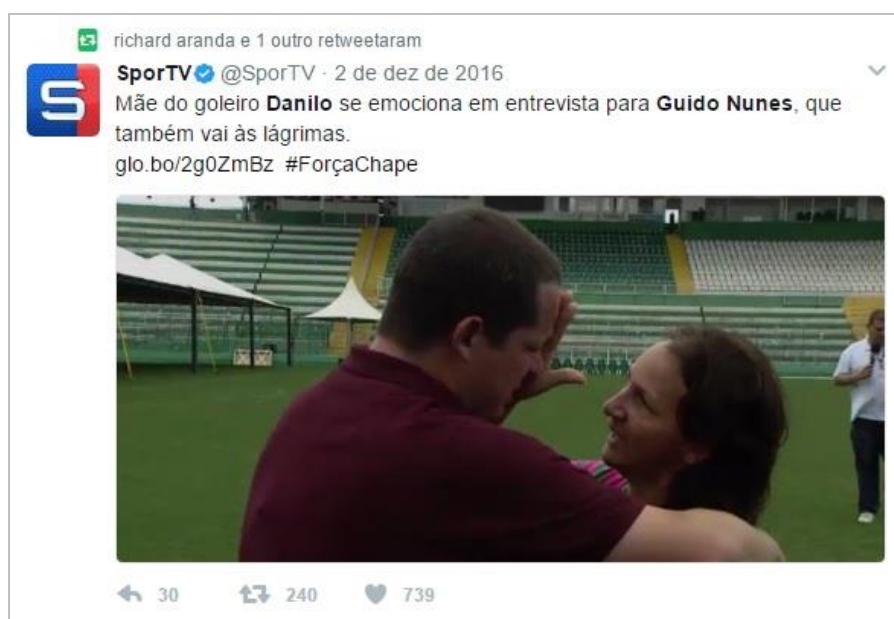 richard aranda e 1 outro retweetaram
SporTV @SporTV · 2 de dez de 2016
Mãe do goleiro Danilo se emociona em entrevista para Guido Nunes, que
também vai às lágrimas.
glo.bo/2g0ZmBz #ForçaChape
30 240 739